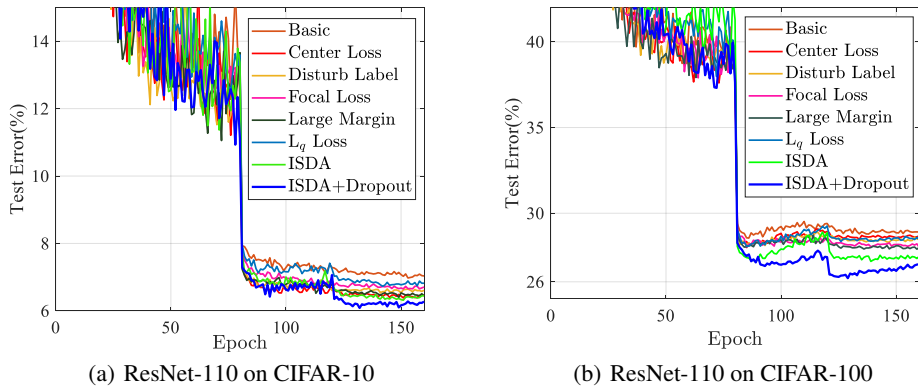 Test Error(%)
14
12
10
8
6
0
50
100
150
Epoch
Basic
Center Loss
Disturb Label
Focal Loss
Large Margin
Lq Loss
ISDA
ISDA+Dropout
(a) ResNet-110 on CIFAR-10
Test Error(%)
42
39
35
30
26
0
50
100
150
Epoch
Basic
Center Loss
Disturb Label
Focal Loss
Large Margin
Lq Loss
ISDA
ISDA+Dropout
(b) ResNet-110 on CIFAR-100